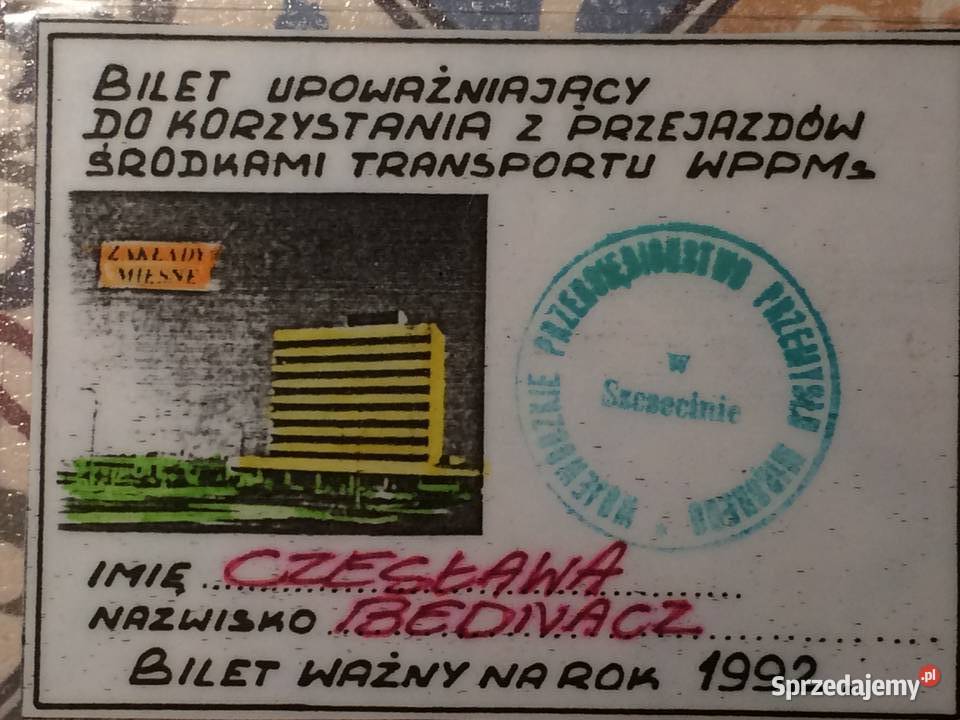 BILET UPOWAŻNIAJĄCY
DO KORZYSTANIA Z PRZEJAZDÓW
ŚRODKAMI TRANSPORTU WPPMs
ZAKŁADY
MIĘSNE
WOJEWÓDZKIE PRZEDSIĘBIORSTWO PRZEMYSŁU MIĘSNEGO *
w
Szczecinie
IMIĘ CZESŁAWA
NAZWISKO
BILET WAŻNY NA ROK 1992
Sprzedajemy.pl